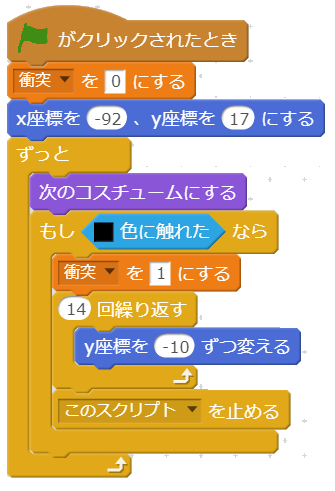 がクリックされたとき
衝突 を 0 にする
x座標を -92 、y座標を 17 にする
ずっと
次のコスチュームにする
もし 色に触れた なら
衝突 を 1 にする
14 回繰り返す
y座標を -10 ずつ変える
このスクリプト を止める